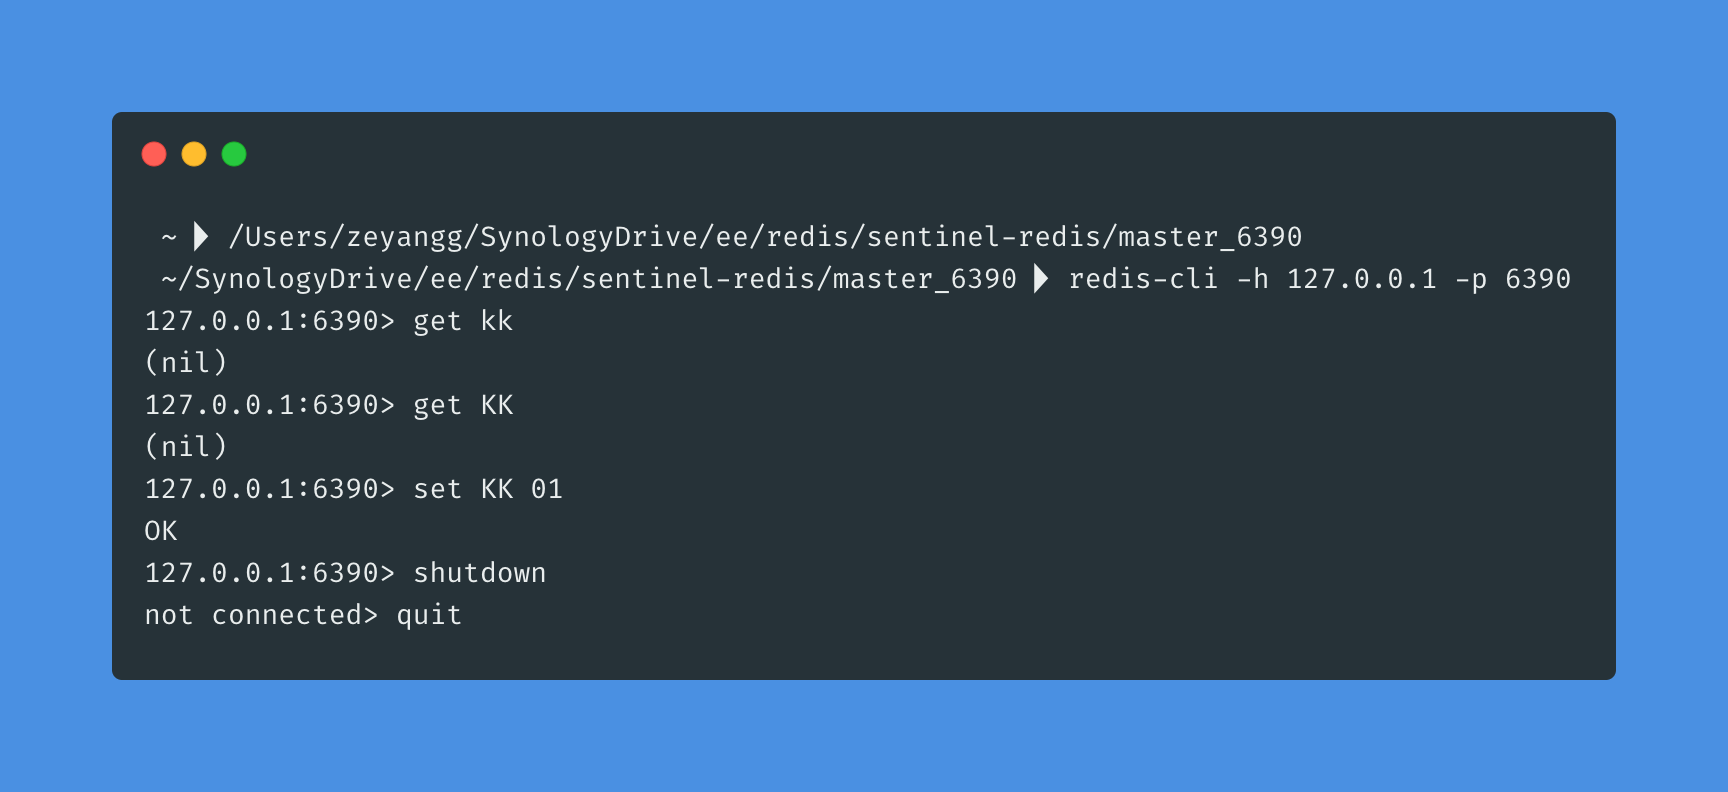 ~ /Users/zeyangg/SynologyDrive/ee/redis/sentinel-redis/master_6390
~/SynologyDrive/ee/redis/sentinel-redis/master_6390 redis-cli -h 127.0.0.1 -p 6390
127.0.0.1:6390> get kk
(nil)
127.0.0.1:6390> get KK
(nil)
127.0.0.1:6390> set KK 01
OK
127.0.0.1:6390> shutdown
not connected> quit